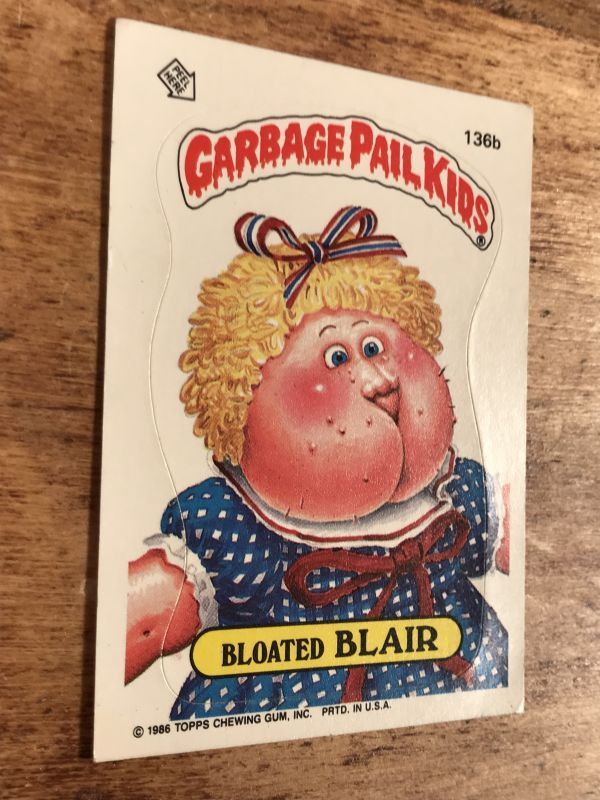 PEEL HERE
136b
GARBAGE PAIL KIDS®
BLOATED BLAIR
© 1986 TOPPS CHEWING GUM, INC. PRTD. IN U.S.A.